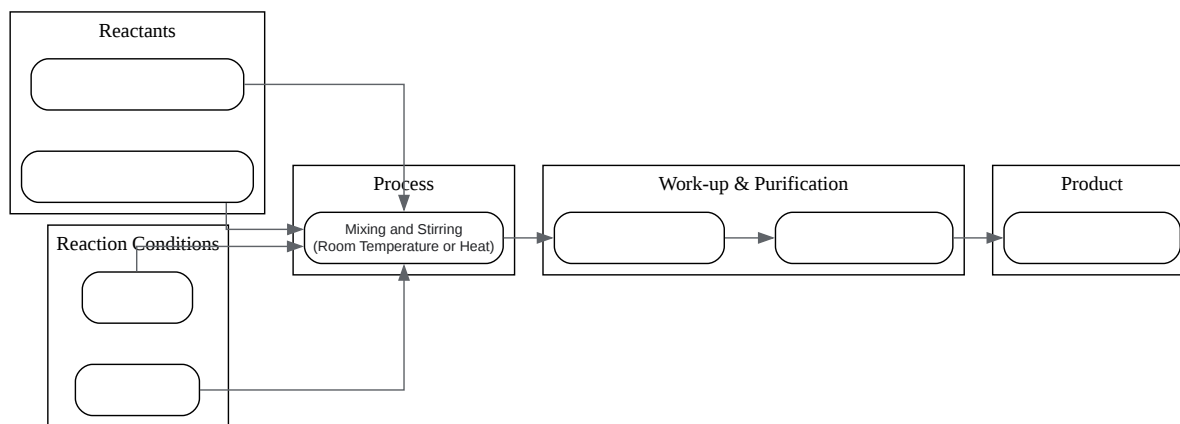 Reactants
Process
Mixing and Stirring
(Room Temperature or Heat)
Work-up & Purification
Product
Reaction Conditions